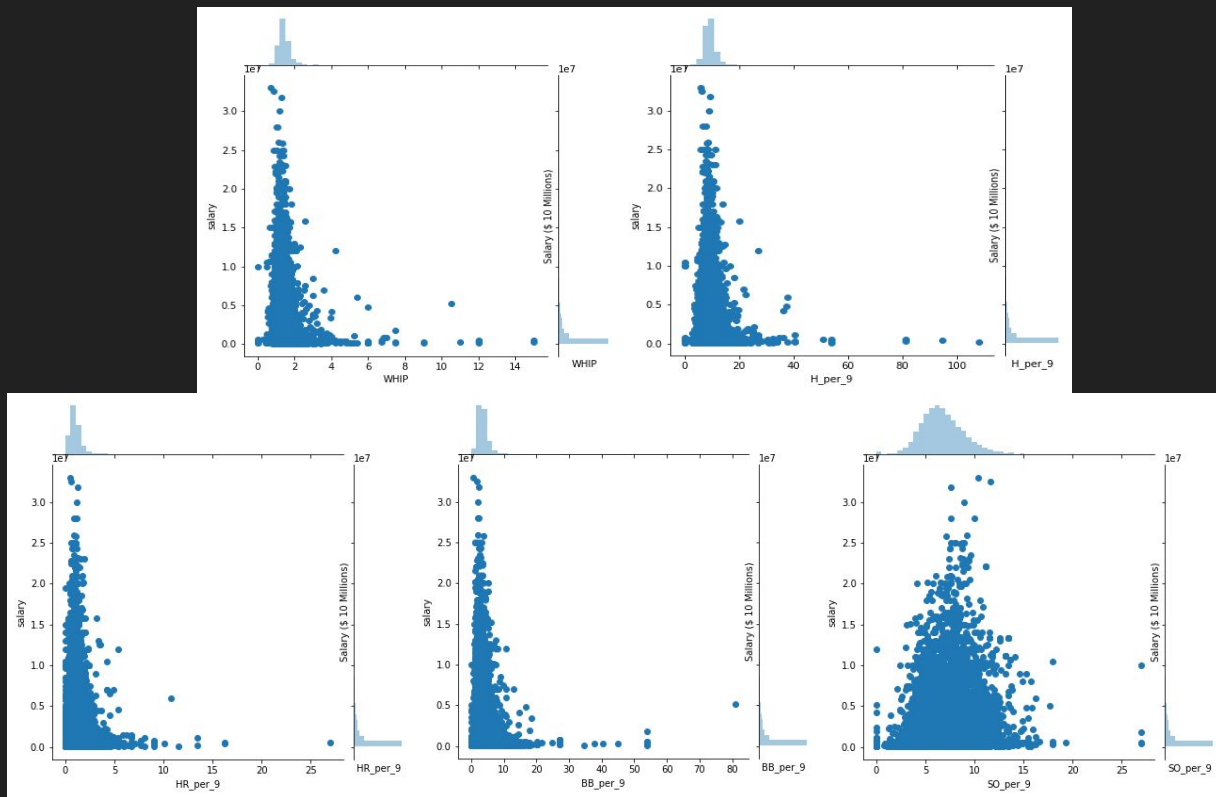 1e7
1e7
3.0
2.5
2.0
1.5
1.0
0.5
0.0
salary
Salary ($ 10 Millions)
0 2 4 6 8 10 12 14
WHIP
WHIP
1e7
1e7
3.0
2.5
2.0
1.5
1.0
0.5
0.0
salary
Salary ($ 10 Millions)
0 20 40 60 80 100
H_per_9
H_per_9
1e7
1e7
3.0
2.5
2.0
1.5
1.0
0.5
0.0
salary
Salary ($ 10 Millions)
0 5 10 15 20 25
HR_per_9
HR_per_9
1e7
1e7
3.0
2.5
2.0
1.5
1.0
0.5
0.0
salary
Salary ($ 10 Millions)
0 10 20 30 40 50 60 70 80
BB_per_9
BB_per_9
1e7
1e7
3.0
2.5
2.0
1.5
1.0
0.5
0.0
salary
Salary ($ 10 Millions)
0 5 10 15 20 25
SO_per_9
SO_per_9